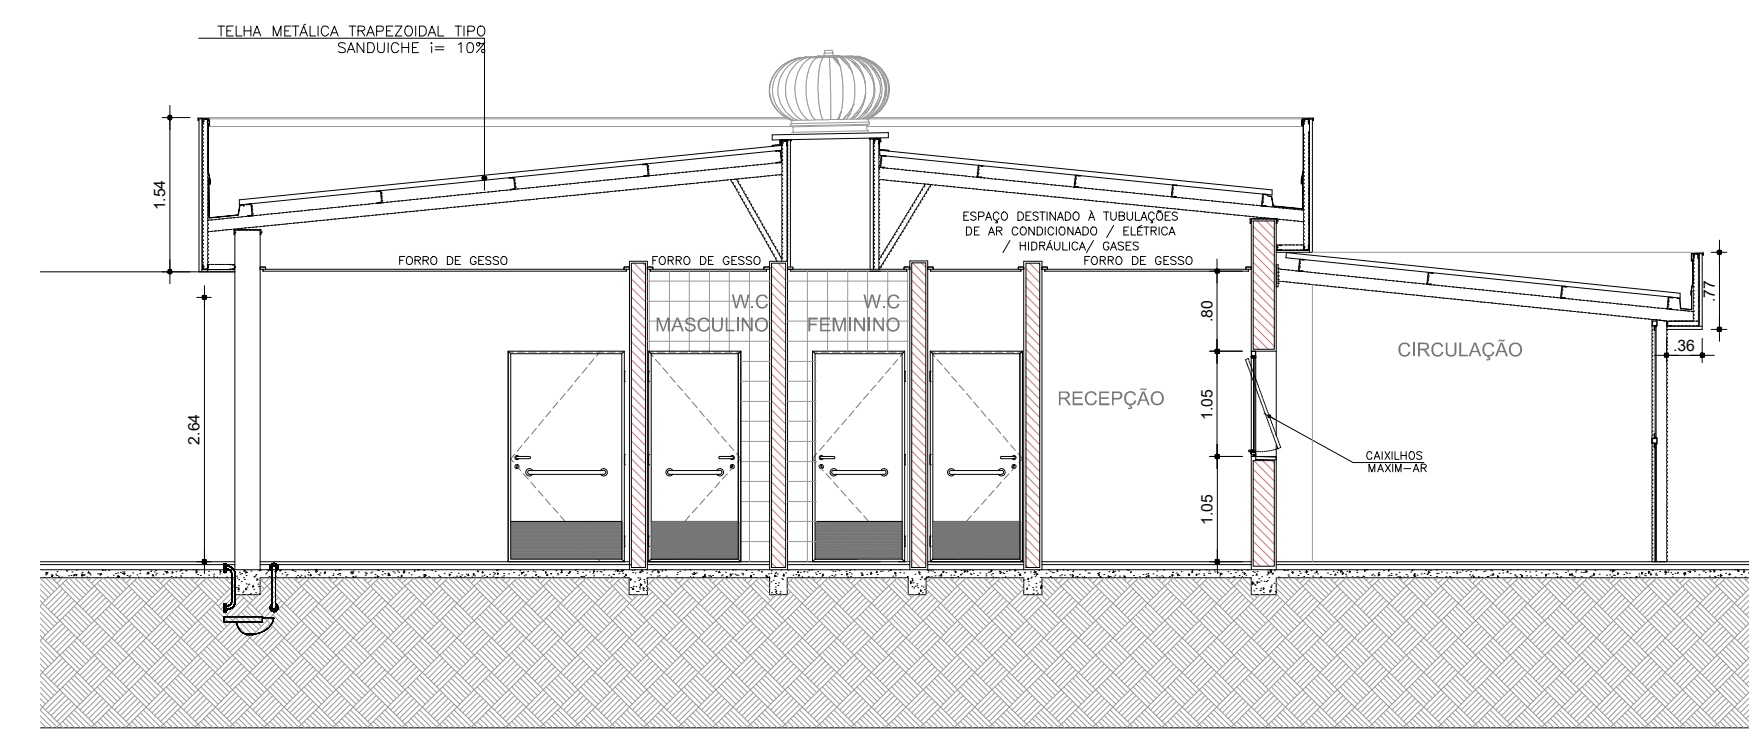 TELHA METÁLICA TRAPEZOIDAL TIPO
SANDUICHE i= 10%
1.54
ESPAÇO DESTINADO À TUBULAÇÕES
DE AR CONDICIONADO / ELÉTRICA
/ HIDRÁULICA/ GASES
FORRO DE GESSO
FORRO DE GESSO
FORRO DE GESSO
W.C
MASCULINO
W.C
FEMININO
.80
.77
.36
CIRCULAÇÃO
RECEPÇÃO
1.05
2.64
CAIXILHOS
MAXIM-AR
1.05